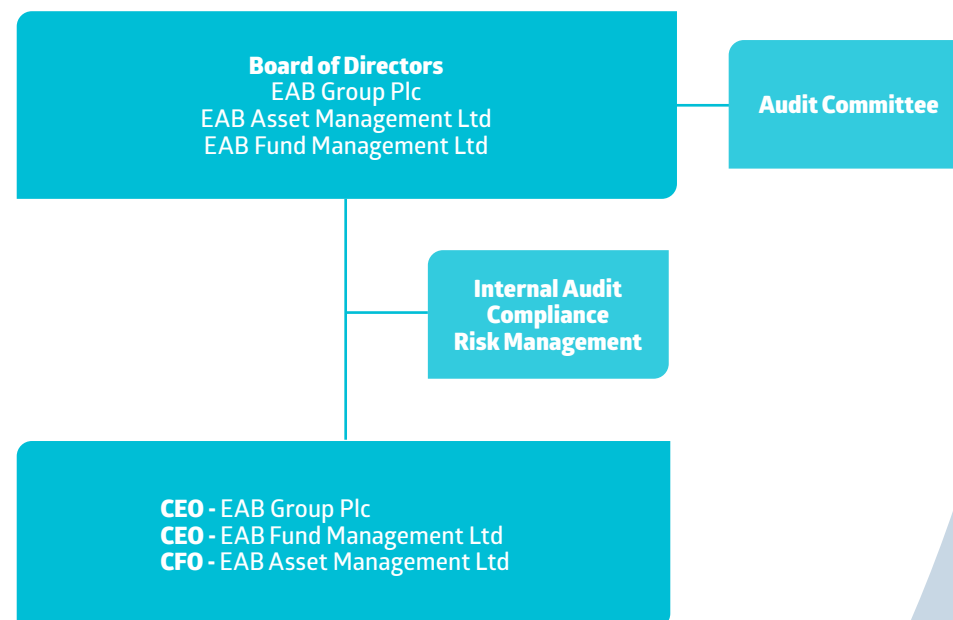 Board of Directors
EAB Group Plc
EAB Asset Management Ltd
EAB Fund Management Ltd
Audit Committee
Internal Audit
Compliance
Risk Management
CEO - EAB Group Plc
CEO - EAB Fund Management Ltd
CFO - EAB Asset Management Ltd